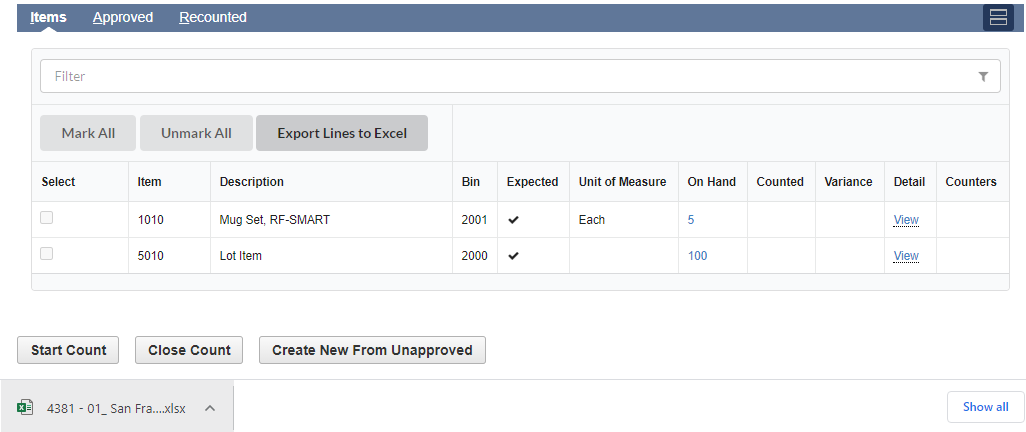 Items Approved Recounted
Filter
Mark All Unmark All Export Lines to Excel
Select Item Description Bin Expected Unit of Measure On Hand Counted Variance Detail Counters
1010 Mug Set, RF-SMART 2001 Each 5 View
5010 Lot Item 2000 100 View
Start Count Close Count Create New From Unapproved
4381 - 01_ San Fra....xlsx Show all